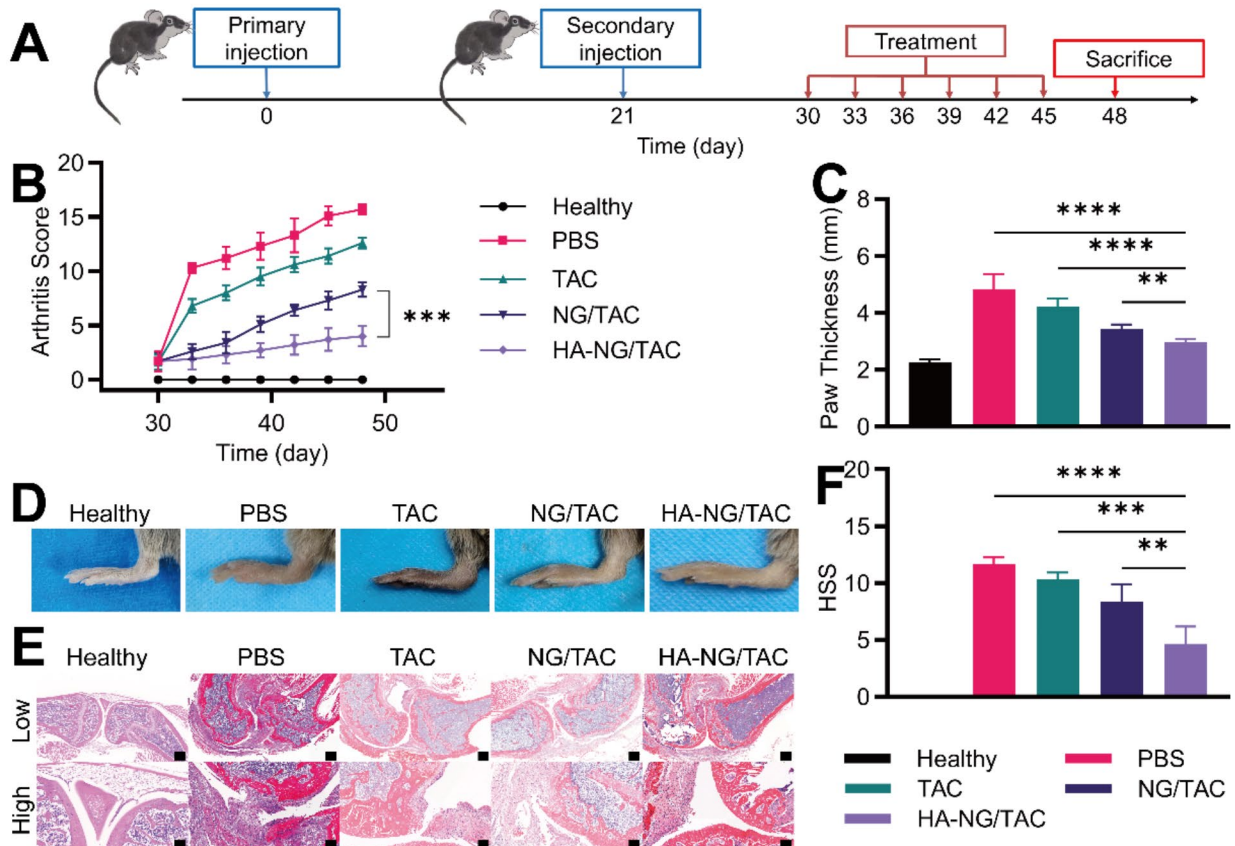 A
Primary
injection
Secondary
injection
Treatment
Sacrifice
0
21
30
33
36
39
42
45
48
Time (day)
B
Arthritis Score
20
15
10
5
0
30
40
50
Time (day)
Healthy
PBS
TAC
NG/TAC
HA-NG/TAC
***
C
Paw Thickness (mm)
8
6
4
2
0
****
****
**
D
Healthy
PBS
TAC
NG/TAC
HA-NG/TAC
E
Healthy
PBS
TAC
NG/TAC
HA-NG/TAC
Low
High
F
HSS
20
15
10
5
0
****
***
**
Healthy
PBS
TAC
NG/TAC
HA-NG/TAC